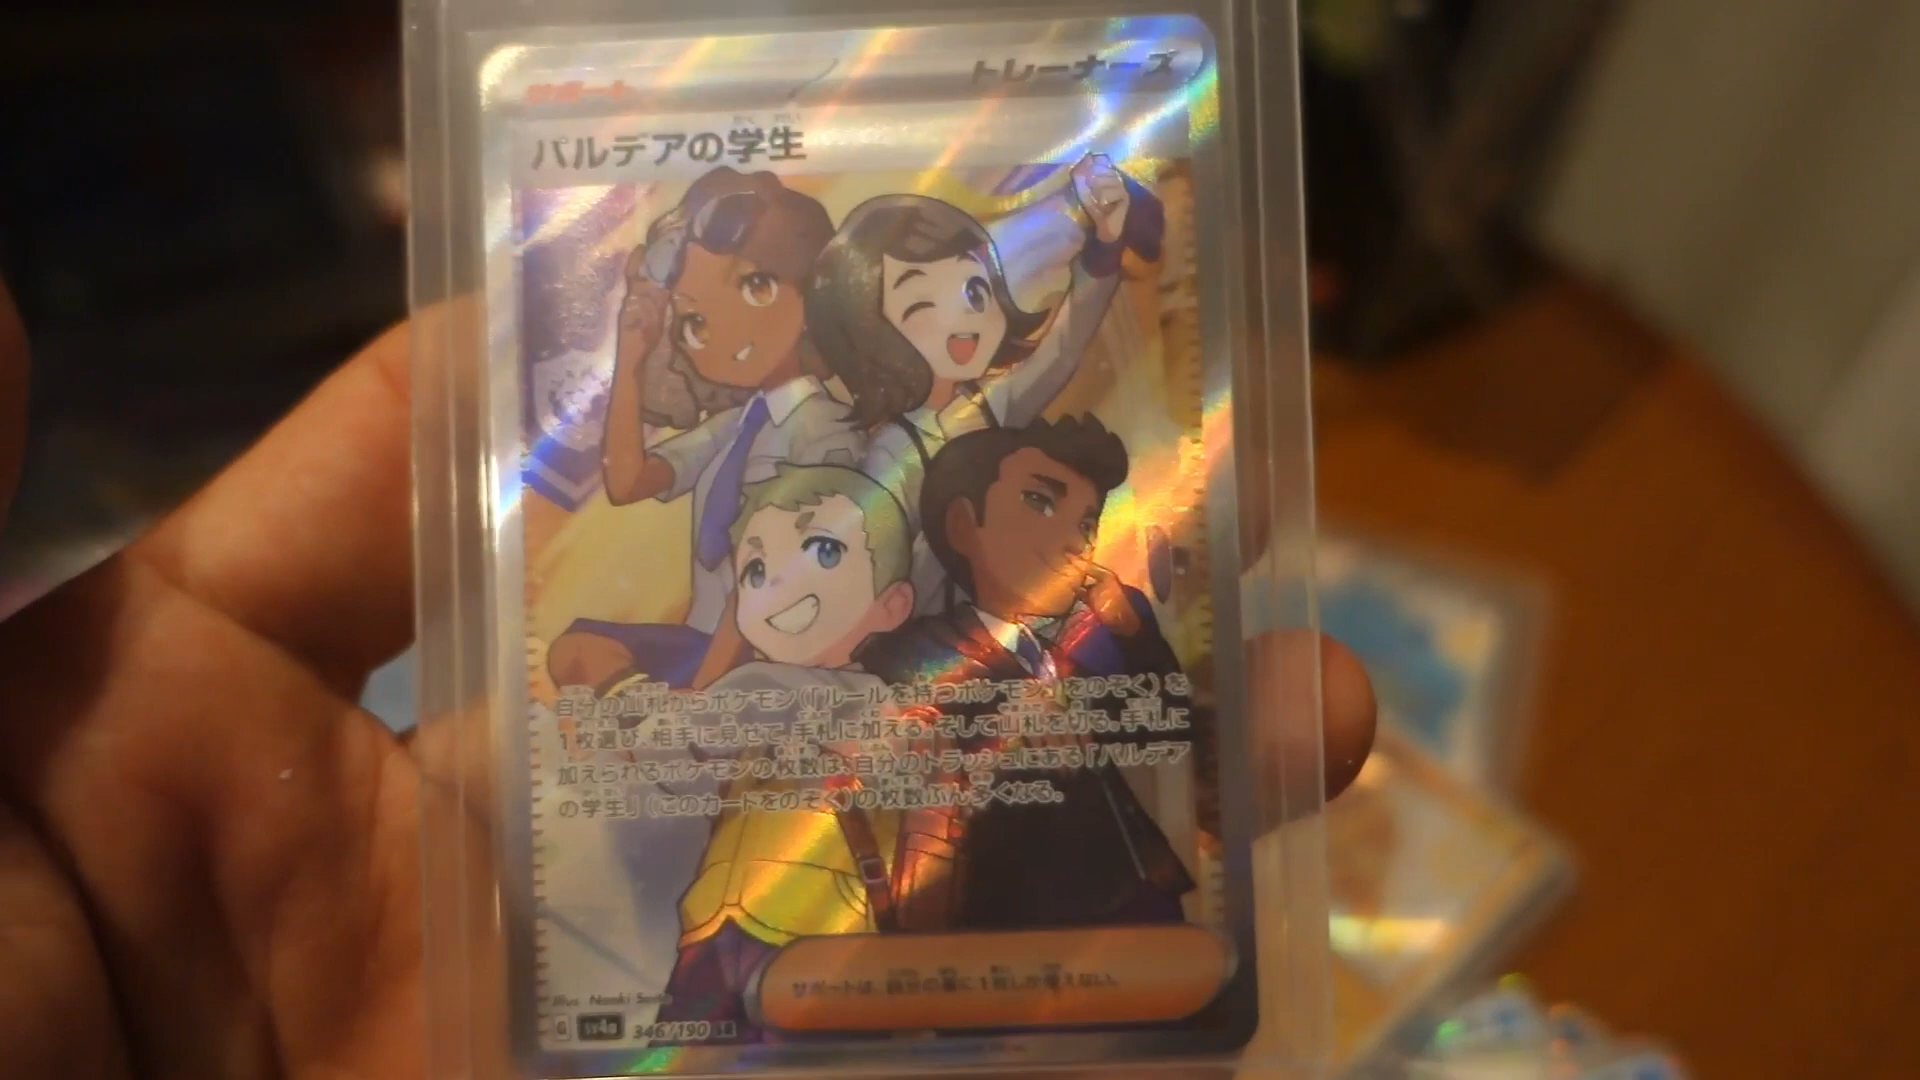 サポート
トレーナーズ
パルデアの学生
自分の山札からポケモン(「ルールを持つポケモン」をのぞく)を
1枚選び、相手に見せて、手札に加える。そして山札を切る。手札に
加えられるポケモンの枚数は、自分のトラッシュにある「パルデア
の学生」(このカードをのぞく)の枚数ぶん多くなる。
サポートは、自分の番に1枚しか使えない。
Illus. Naoki Saito
G sv4a 346/190 SR